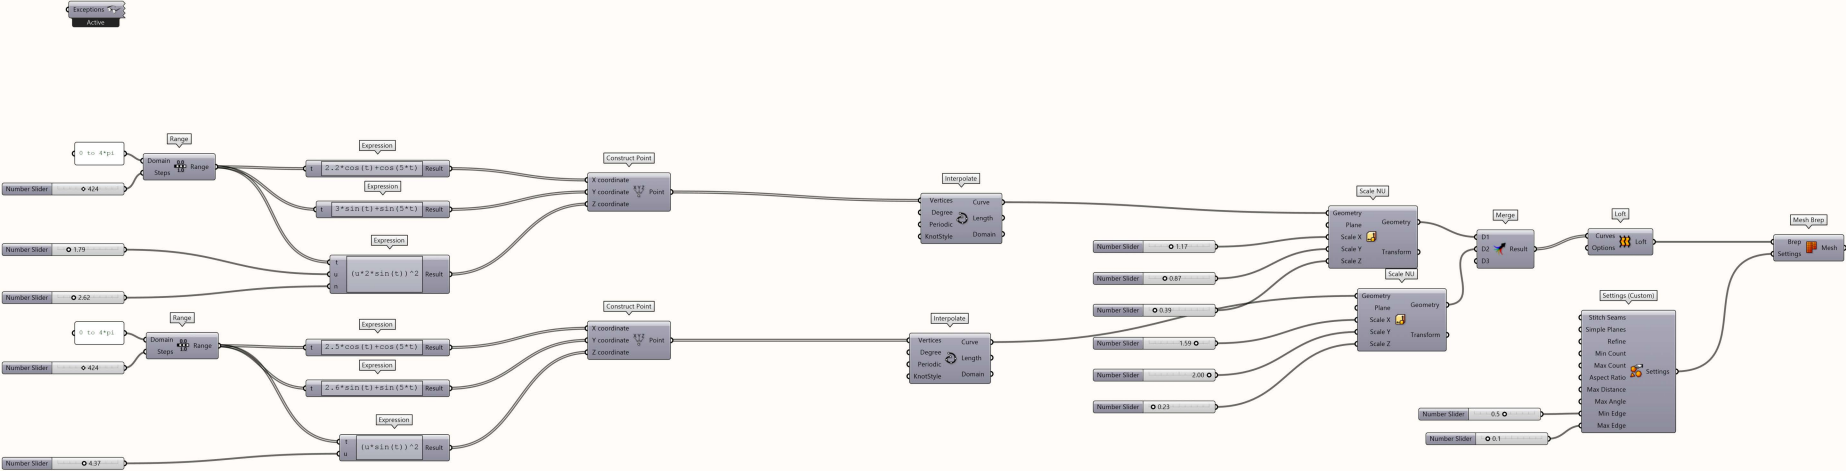 Exceptions
Active
Range
0 to 4*pi
Domain
Steps
Range
Number Slider 424
Expression
t 2.2*cos(t)+cos(5*t) Result
Expression
t 3*sin(t)+sin(5*t) Result
Expression
t
u (u*2*sin(t))^2 Result
n
Number Slider 1.79
Number Slider 2.62
Construct Point
X coordinate
Y coordinate
Z coordinate
Point
Interpolate
Vertices
Degree
Periodic
KnotStyle
Curve
Length
Domain
Range
0 to 4*pi
Domain
Steps
Range
Number Slider 424
Expression
t 2.5*cos(t)+cos(5*t) Result
Expression
t 2.6*sin(t)+sin(5*t) Result
Expression
t
u (u*sin(t))^2 Result
Number Slider 4.37
Construct Point
X coordinate
Y coordinate
Z coordinate
Point
Interpolate
Vertices
Degree
Periodic
KnotStyle
Curve
Length
Domain
Number Slider 1.17
Number Slider 0.87
Number Slider 0.39
Number Slider 1.59
Number Slider 2.00
Number Slider 0.23
Scale NU
Geometry
Plane
Scale X
Scale Y
Scale Z
Geometry
Transform
Scale NU
Geometry
Plane
Scale X
Scale Y
Scale Z
Geometry
Transform
Merge
D1
D2
D3
Result
Loft
Curves
Options
Loft
Settings (Custom)
Stitch Seams
Simple Planes
Refine
Min Count
Max Count
Aspect Ratio
Max Distance
Max Angle
Min Edge
Max Edge
Settings
Number Slider 0.5
Number Slider 0.1
Mesh Brep
Brep
Settings
Mesh